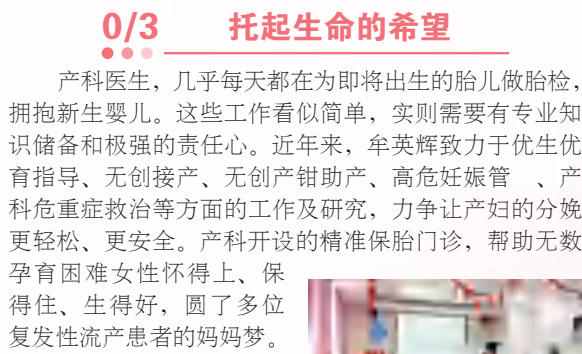 0/3 托起生命的希望
产科医生，几乎每天都在为即将出生的胎儿做胎检，
拥抱新生婴儿。这些工作看似简单，实则需要有专业知
识储备和极强的责任心。近年来，牟英辉致力于优生优
育指导、无创接产、无创产钳助产、高危妊娠管 、产
科危重症救治等方面的工作及研究，力争让产妇的分娩
更轻松、更安全。产科开设的精准保胎门诊，帮助无数
孕育困难女性怀得上、保
得住、生得好，圆了多位
复发性流产患者的妈妈梦。